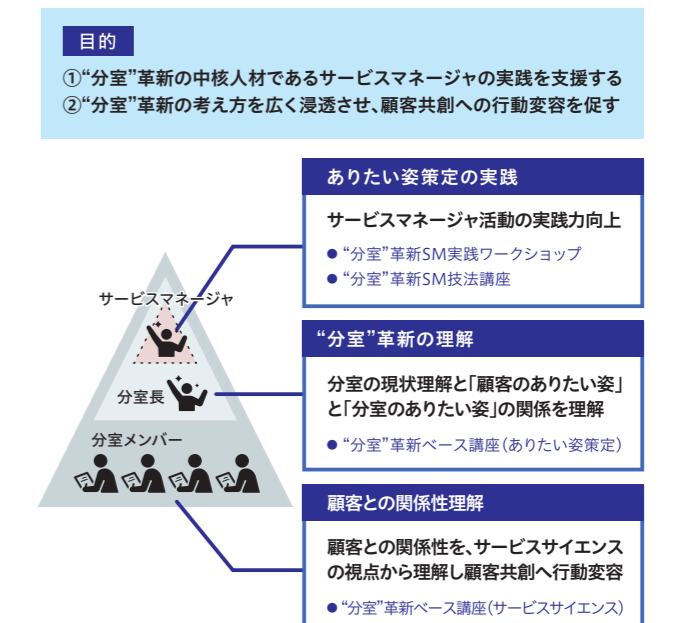 目的
①“分室”革新の中核人材であるサービスマネージャの実践を支援する
②“分室”革新の考え方を広く浸透させ、顧客共創への行動変容を促す
ありたい姿策定の実践
サービスマネージャ活動の実践力向上
● “分室”革新SM実践ワークショップ
● “分室”革新SM技法講座
サービスマネージャ
“分室”革新の理解
分室の現状理解と「顧客のありたい姿」
と「分室のありたい姿」の関係を理解
● “分室”革新ベース講座(ありたい姿策定)
分室長
分室メンバー
顧客との関係性理解
顧客との関係性を、サービスサイエンス
の視点から理解し顧客共創へ行動変容
● “分室”革新ベース講座(サービスサイエンス)